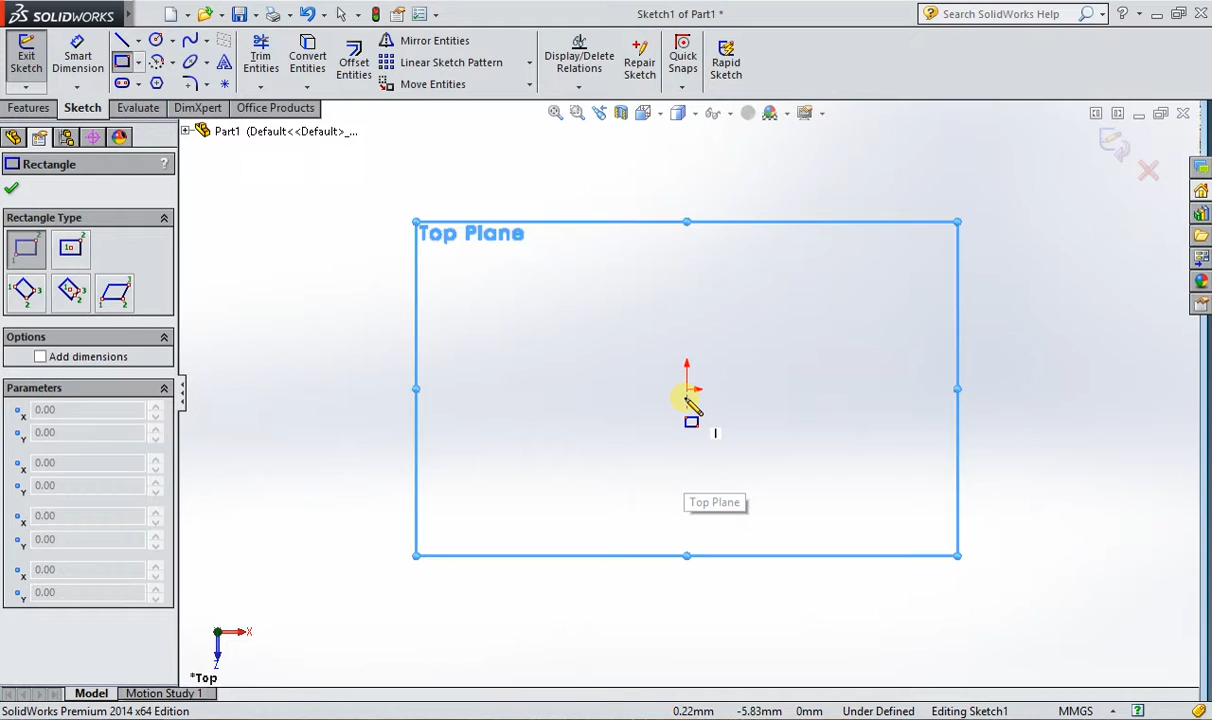 SOLIDWORKS
Sketch1 of Part1 *
Search SolidWorks Help
Exit Sketch
Smart Dimension
Trim Entities
Convert Entities
Offset Entities
Mirror Entities
Linear Sketch Pattern
Move Entities
Display/Delete Relations
Repair Sketch
Quick Snaps
Rapid Sketch
Features
Sketch
Evaluate
DimXpert
Office Products
Part1 (Default<<Default>_...
Rectangle
?
Rectangle Type
Options
Add dimensions
Parameters
X 0.00
Y 0.00
X 0.00
Y 0.00
X 0.00
Y 0.00
X 0.00
Y 0.00
Top Plane
Top Plane
X
Z
*Top
Model
Motion Study 1
SolidWorks Premium 2014 x64 Edition
0.22mm
-5.83mm
0mm
Under Defined
Editing Sketch1
MMGS
?